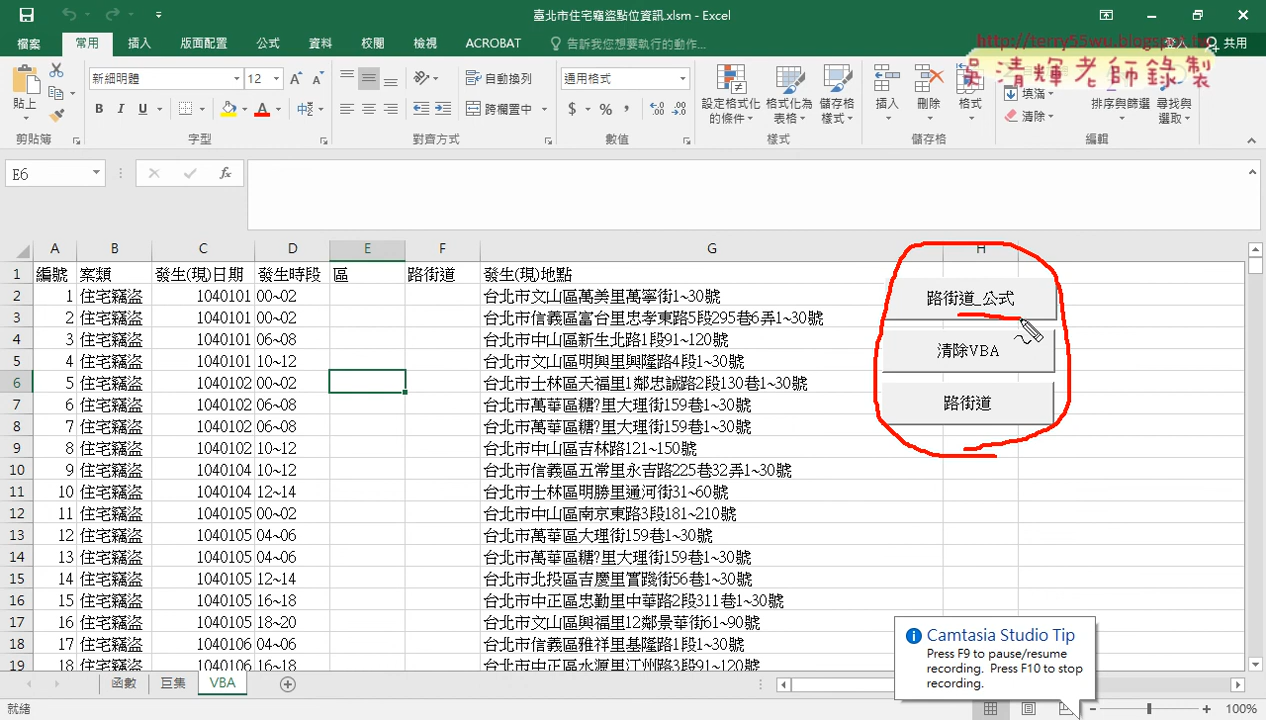 臺北市住宅竊盜點位資訊.xlsm - Excel
檔案 常用 插入 版面配置 公式 資料 校閱 檢視 ACROBAT 告訴我您想要執行的動作... 登入 共用
http://terry55wu.blogspot.tw
吳清輝老師錄製
貼上 新細明體 12 自動換列 通用格式 設定格式化的條件 格式化為表格 儲存格樣式 插入 刪除 格式 填滿 排序與篩選 尋找與選取
B I U A 中 跨欄置中 $ % , 清除
剪貼簿 字型 對齊方式 數值 樣式 儲存格 編輯
E6 fx
A B C D E F G H
1 編號 案類 發生(現)日期 發生時段 區 路街道 發生(現)地點
2 1 住宅竊盜 1040101 00~02 台北市文山區萬美里萬寧街1~30號
3 2 住宅竊盜 1040101 00~02 台北市信義區富台里忠孝東路5段295巷6弄1~30號
4 3 住宅竊盜 1040101 06~08 台北市中山區新生北路1段91~120號
5 4 住宅竊盜 1040101 10~12 台北市文山區明興里興隆路4段1~30號
6 5 住宅竊盜 1040102 00~02 台北市士林區天福里1鄰忠誠路2段130巷1~30號
7 6 住宅竊盜 1040102 06~08 台北市萬華區糖?里大理街159巷1~30號
8 7 住宅竊盜 1040102 06~08 台北市萬華區糖?里大理街159巷1~30號
9 8 住宅竊盜 1040102 10~12 台北市中山區吉林路121~150號
10 9 住宅竊盜 1040104 10~12 台北市信義區五常里永吉路225巷32弄1~30號
11 10 住宅竊盜 1040104 12~14 台北市士林區明勝里通河街31~60號
12 11 住宅竊盜 1040105 00~02 台北市中山區南京東路3段181~210號
13 12 住宅竊盜 1040105 04~06 台北市萬華區大理街159巷1~30號
14 13 住宅竊盜 1040105 04~06 台北市萬華區糖?里大理街159巷1~30號
15 14 住宅竊盜 1040105 12~14 台北市北投區吉慶里實踐街56巷1~30號
16 15 住宅竊盜 1040105 16~18 台北市中正區忠勤里中華路2段311巷1~30號
17 16 住宅竊盜 1040105 18~20 台北市文山區興福里12鄰景華街61~90號
18 17 住宅竊盜 1040106 04~06 台北市信義區雅祥里基隆路1段1~30號
19 18 住宅竊盜 1040106 16~18 台北市中正區水源里汀州路3段91~120號
路街道_公式
清除VBA
路街道
Camtasia Studio Tip
Press F9 to pause/resume
recording. Press F10 to stop
recording.
函數 巨集 VBA
就緒 100%